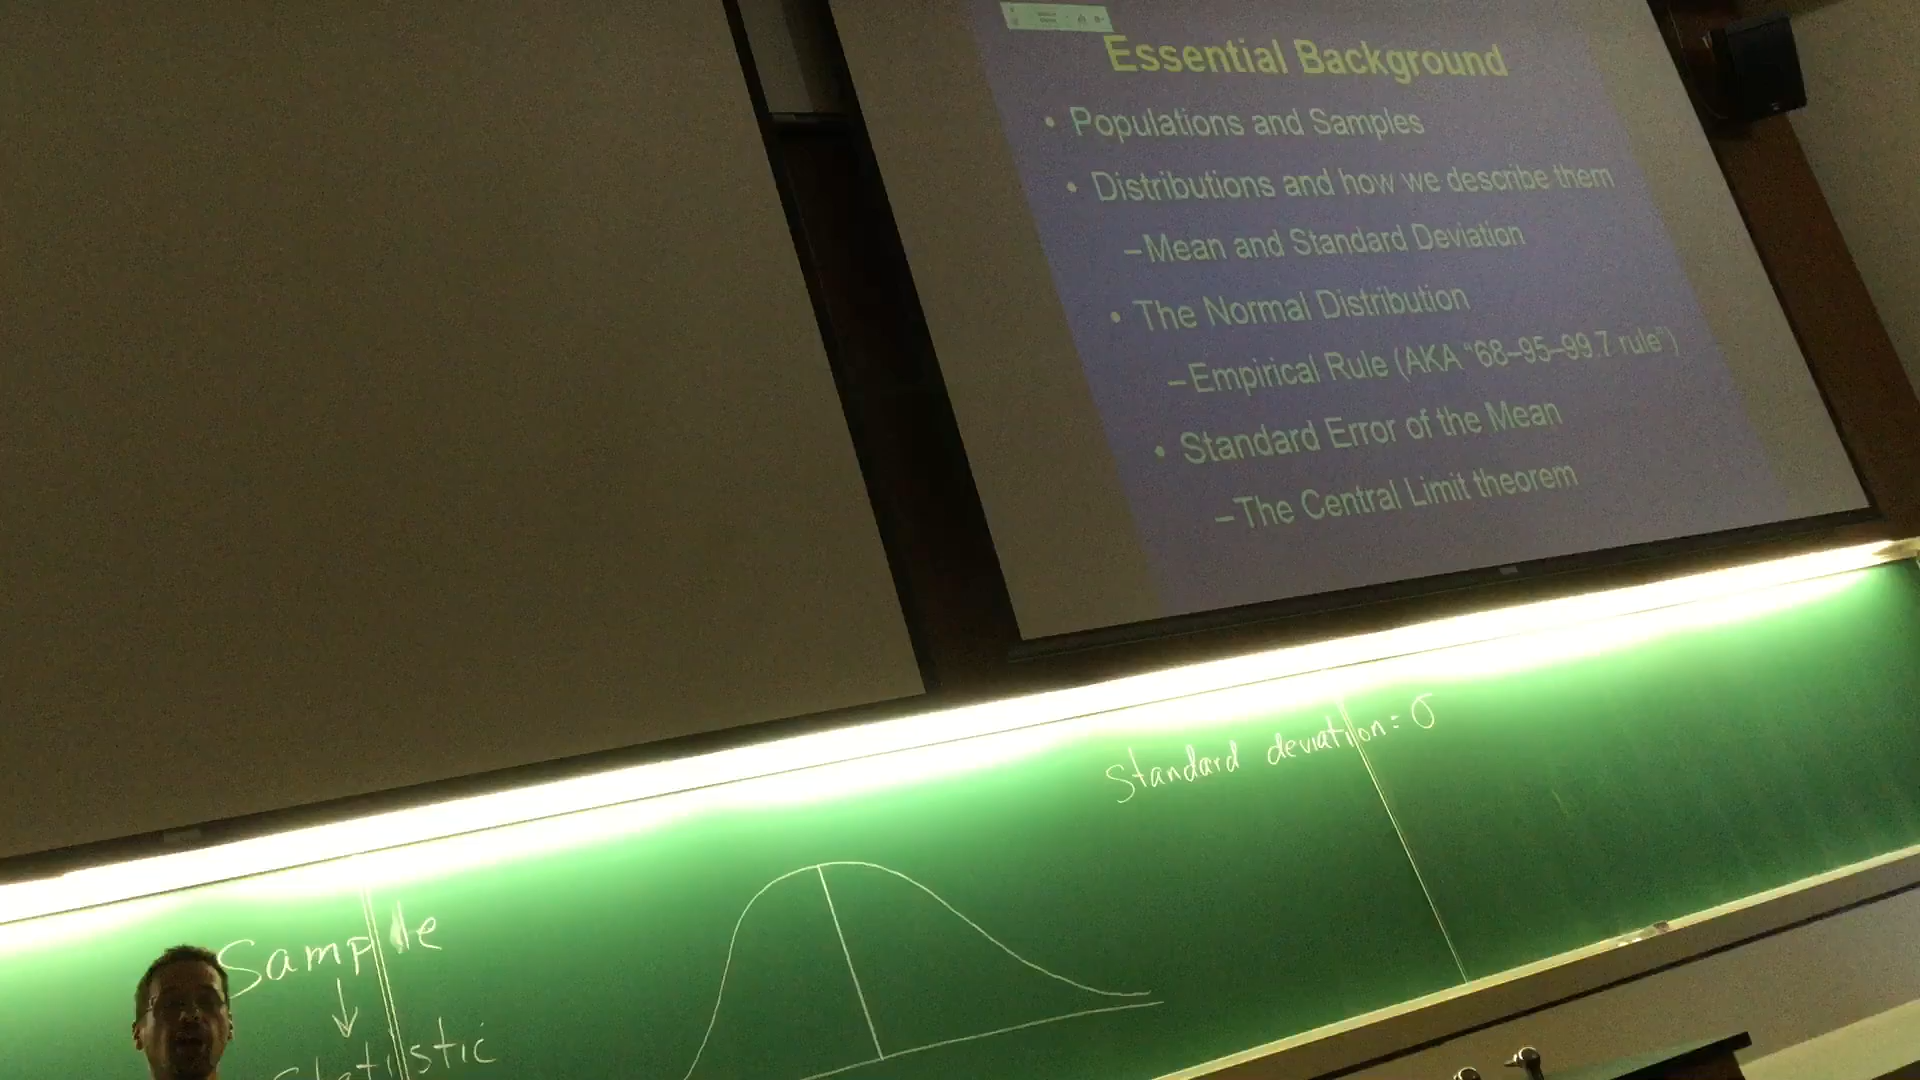 Essential Background
• Populations and Samples
• Distributions and how we describe them
–Mean and Standard Deviation
• The Normal Distribution
–Empirical Rule (AKA “68–95–99.7 rule”)
• Standard Error of the Mean
–The Central Limit theorem
Standard deviation = σ
Sample
Statistic